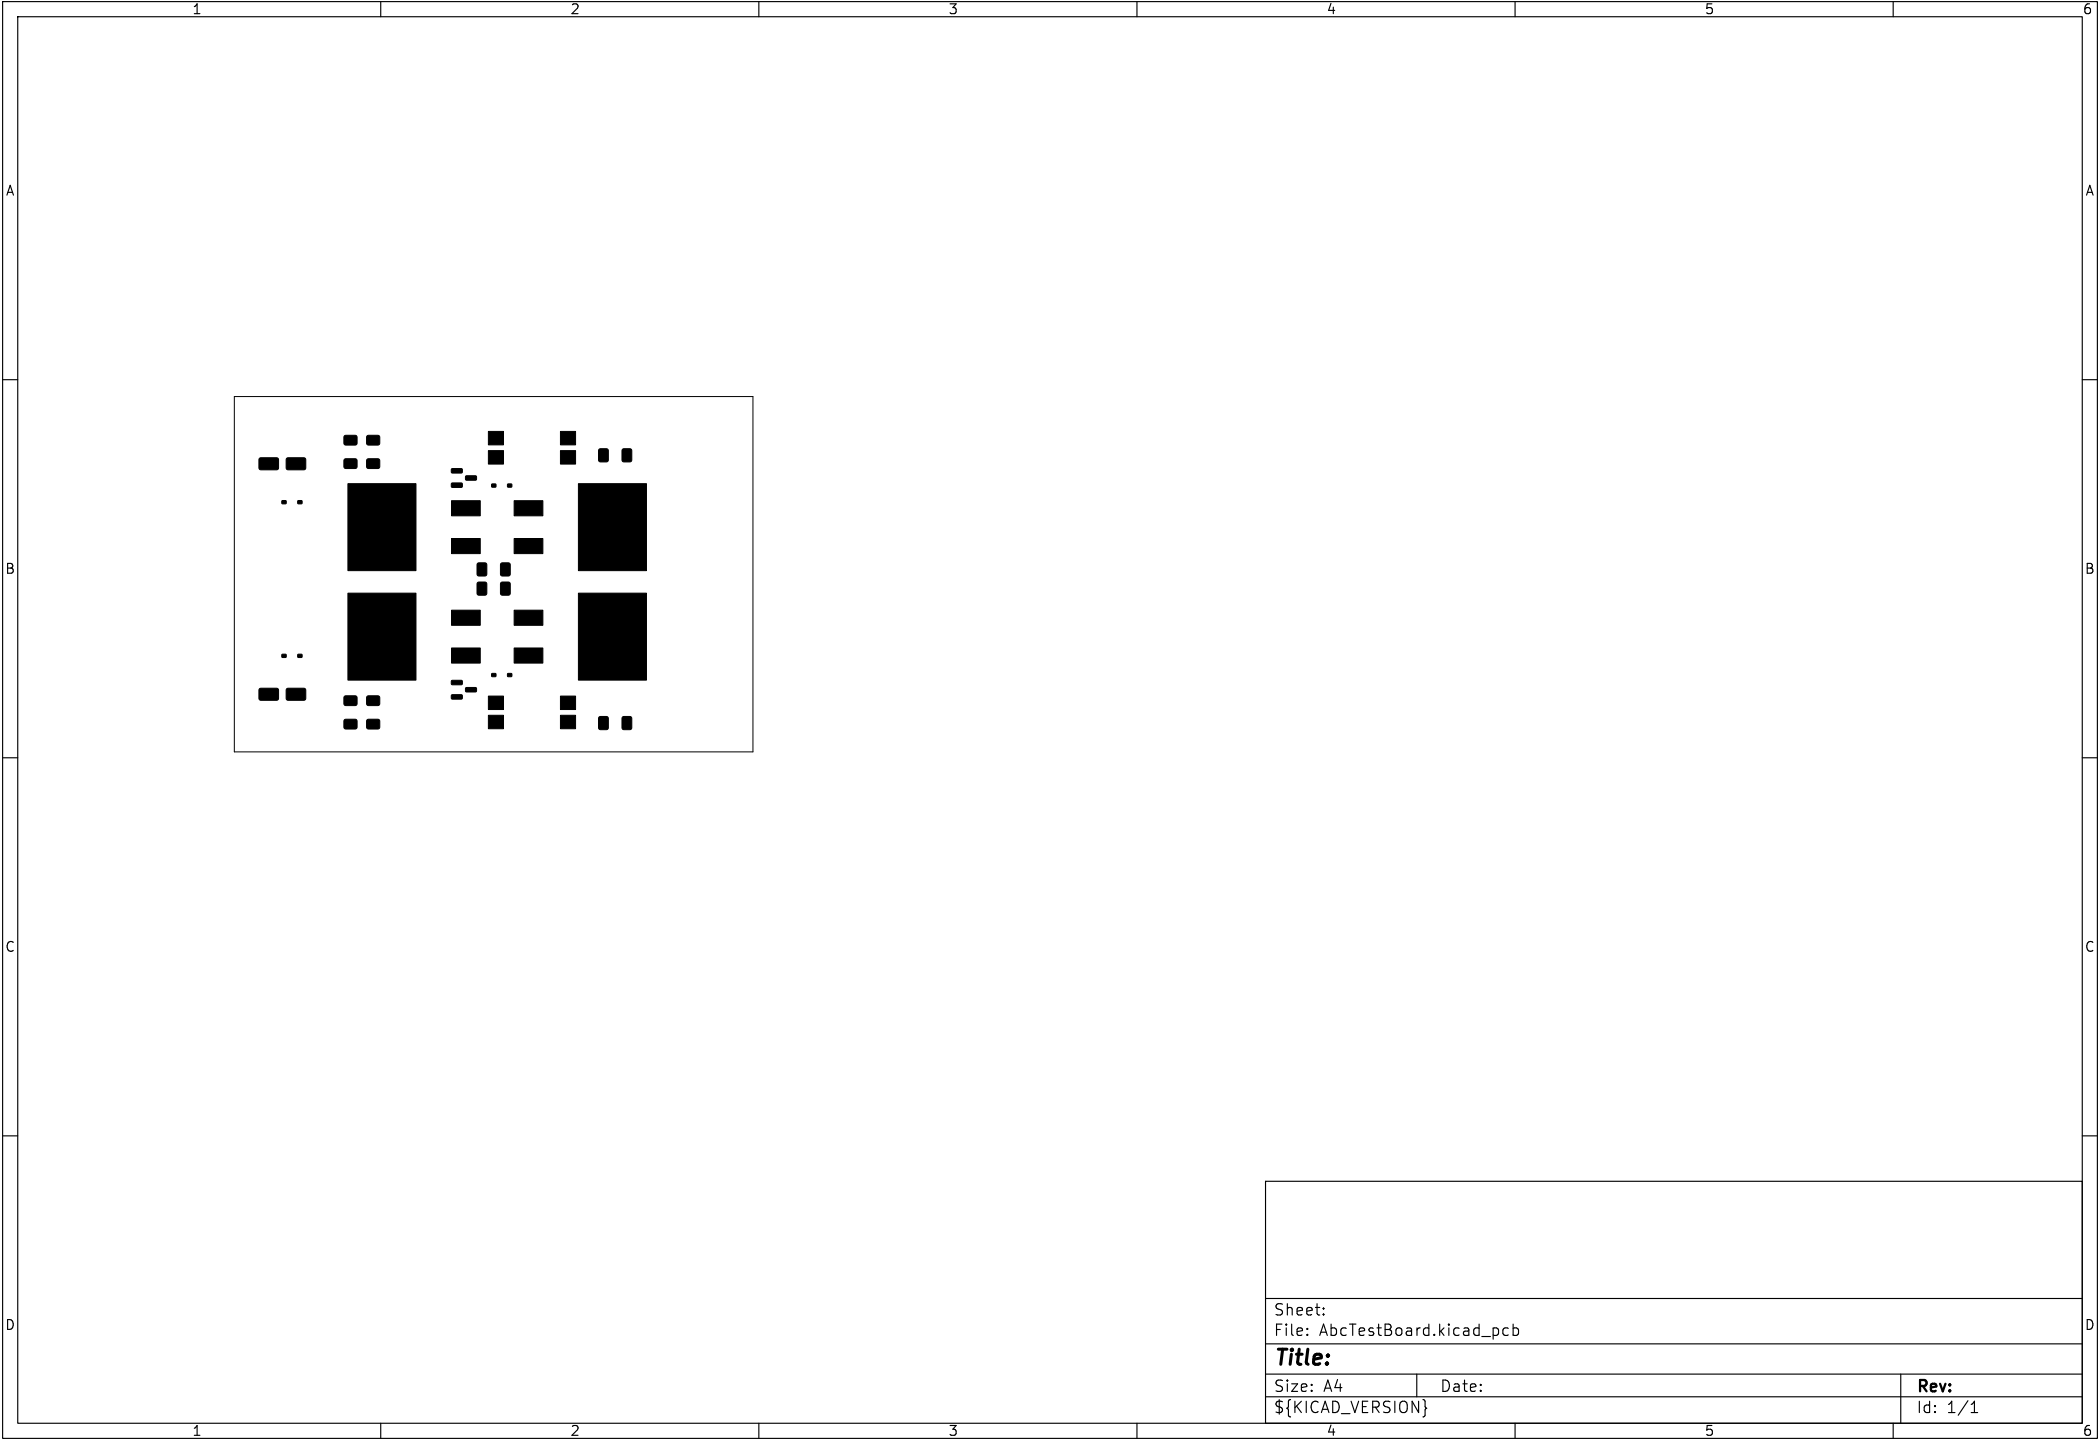 1 2 3 4 5 6
A A
B B
C C
D D
Sheet:
File: AbcTestBoard.kicad_pcb
Title:
Size: A4 Date: Rev:
${KICAD_VERSION} Id: 1/1
1 2 3 4 5 6